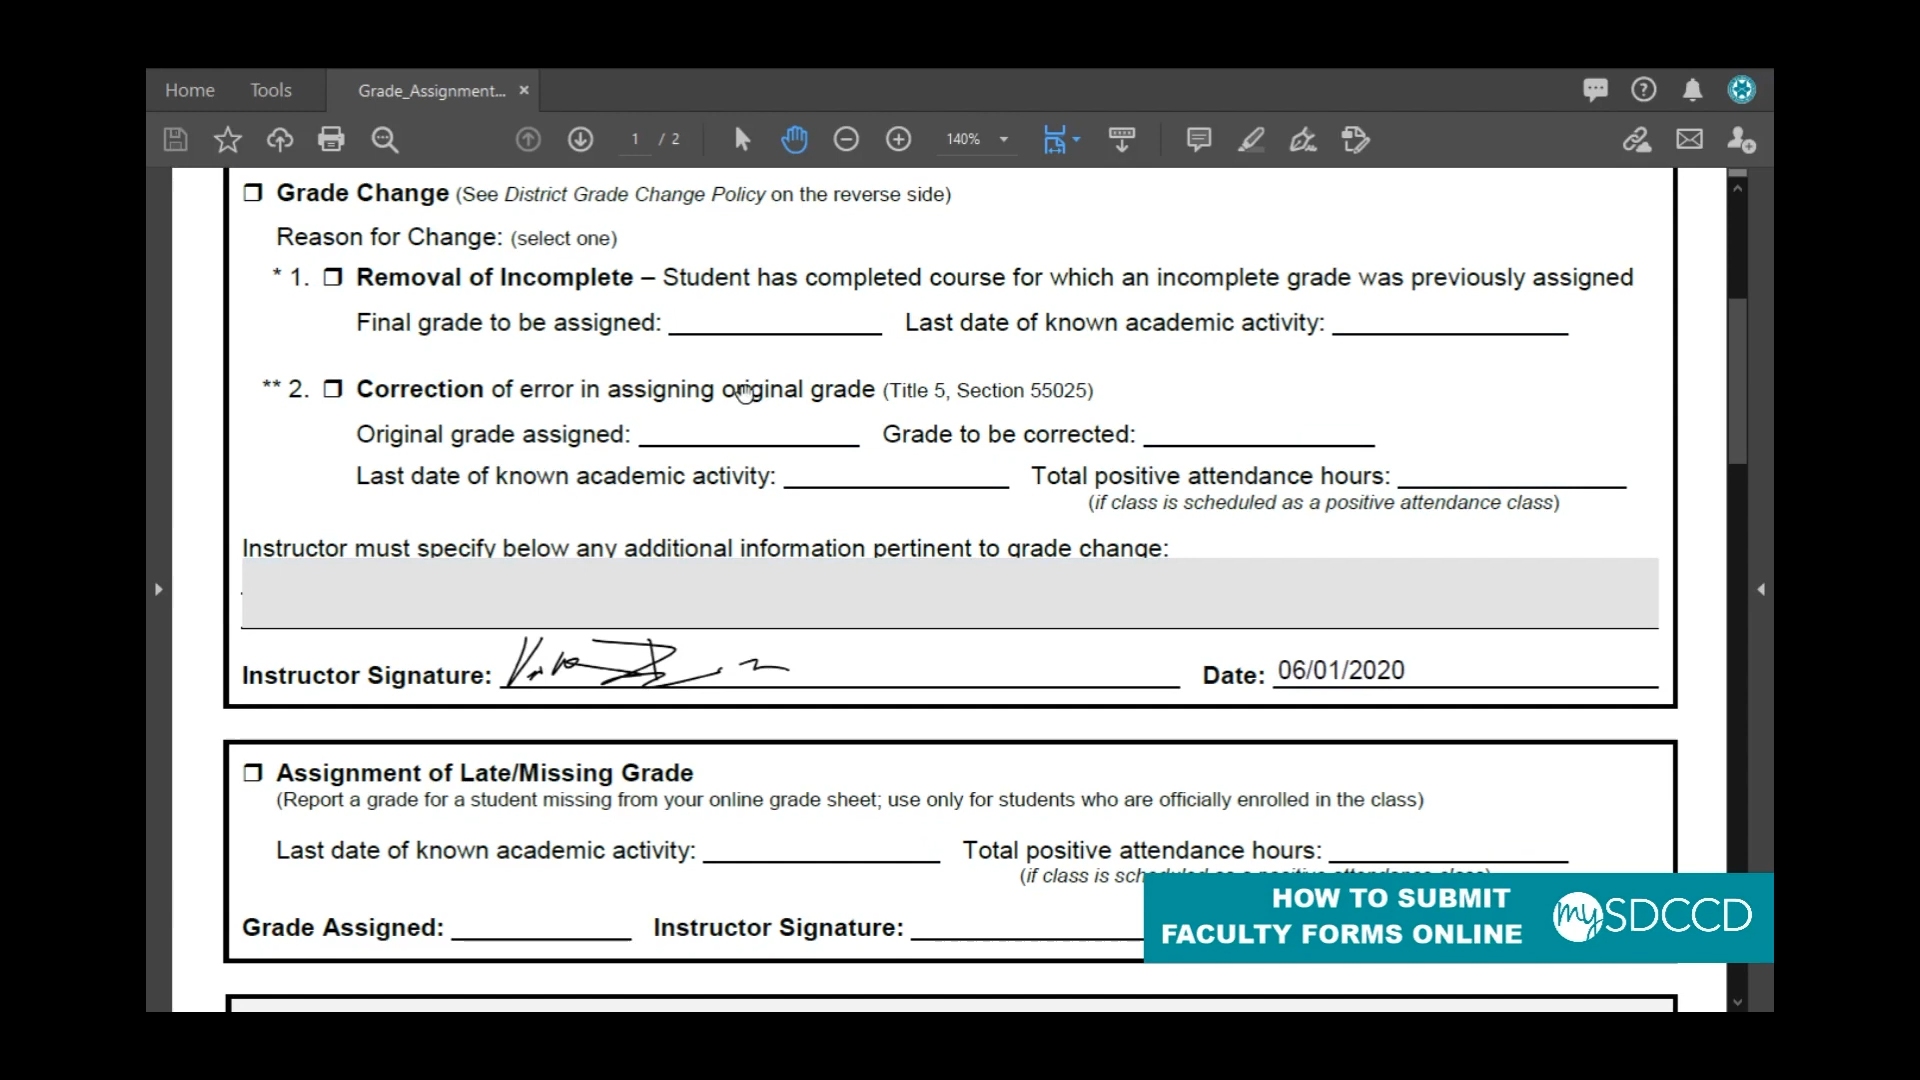 Home Tools Grade_Assignment... ×
1 / 2 140%
Grade Change (See District Grade Change Policy on the reverse side)
Reason for Change: (select one)
* 1. Removal of Incomplete – Student has completed course for which an incomplete grade was previously assigned
Final grade to be assigned: Last date of known academic activity:
** 2. Correction of error in assigning original grade (Title 5, Section 55025)
Original grade assigned: Grade to be corrected:
Last date of known academic activity: Total positive attendance hours:
(if class is scheduled as a positive attendance class)
Instructor must specify below any additional information pertinent to grade change:
Instructor Signature: Date: 06/01/2020
Assignment of Late/Missing Grade
(Report a grade for a student missing from your online grade sheet; use only for students who are officially enrolled in the class)
Last date of known academic activity: Total positive attendance hours:
(if class is scheduled as a positive attendance class)
Grade Assigned: Instructor Signature:
HOW TO SUBMIT
FACULTY FORMS ONLINE
mySDCCD